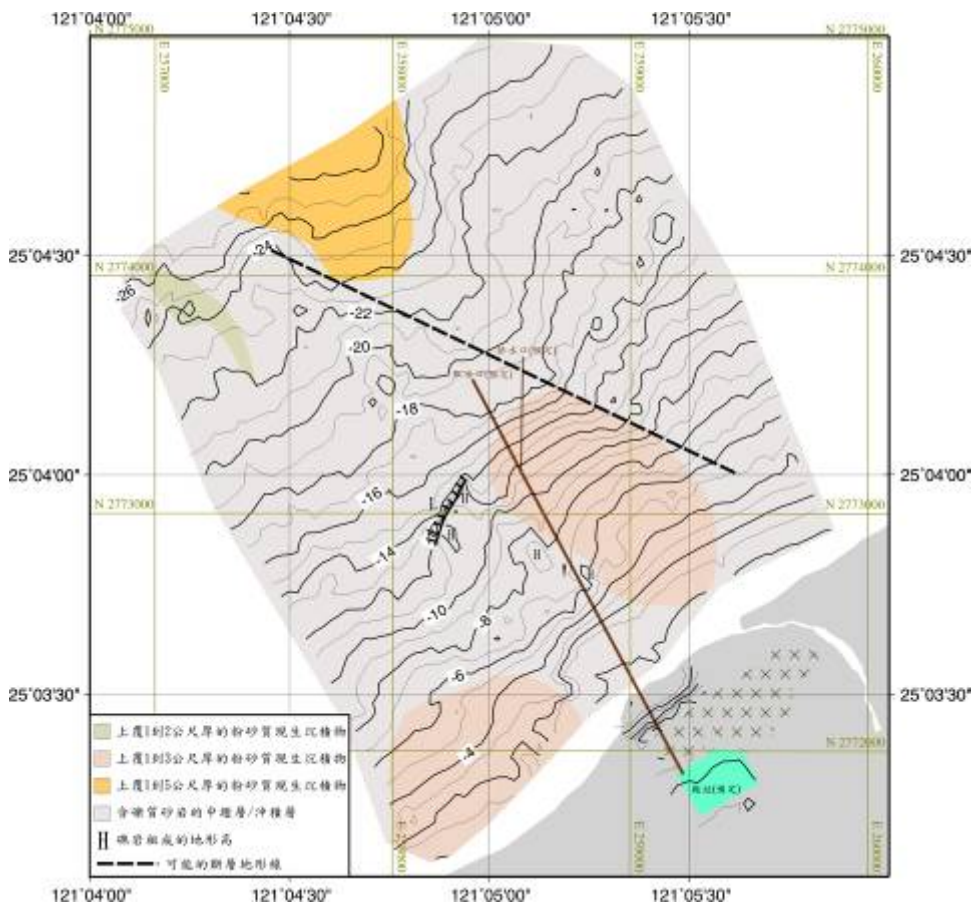 121°04'00"
121°04'30"
121°05'00"
121°05'30"
N 2775000
N 2775000
E 257000
E 258000
E 259000
E 260000
25°04'30"
25°04'30"
N 2774000
N 2774000
-24
-26
-22
-20
-18
25°04'00"
25°04'00"
-16
N 2773000
N 2773000
L
H
H
H
-14
-10
-8
-6
25°03'30"
25°03'30"
-4
N 2772000
上覆1到2公尺厚的粉砂質現生沉積物
上覆1到3公尺厚的粉砂質現生沉積物
上覆1到5公尺厚的粉砂質現生沉積物
含礫質砂岩的中壢層/沖積層
H 礁岩組成的地形高
可能的斷層地形線
E 259000
E 260000
121°04'00"
121°04'30"
121°05'00"
121°05'30"